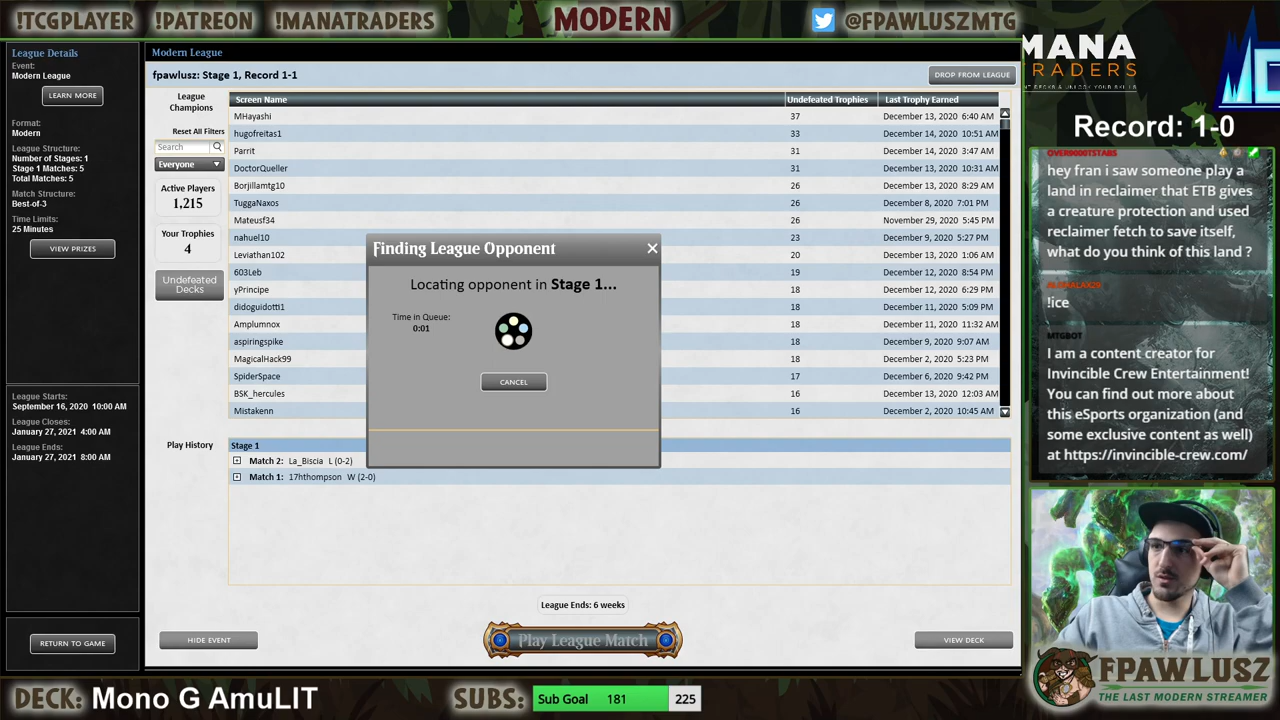 !TCGPLAYER !PATREON !MANATRADERS
MODERN
@FPAWLUSZMTG
League Details
Event:
Modern League
LEARN MORE
Format:
Modern
League Structure:
Number of Stages: 1
Stage 1 Matches: 5
Total Matches: 5
Match Structure:
Best-of-3
Time Limits:
25 Minutes
VIEW PRIZES
League Starts:
September 16, 2020 10:00 AM
League Closes:
January 27, 2021 4:00 AM
League Ends:
January 27, 2021 8:00 AM
RETURN TO GAME
Modern League
fpawlusz: Stage 1, Record 1-1
DROP FROM LEAGUE
League
Champions
Reset All Filters
Search
Everyone
Active Players
1,215
Your Trophies
4
Undefeated
Decks
Screen Name Undefeated Trophies Last Trophy Earned
MHayashi 37 December 13, 2020 6:40 AM
hugofreitas1 33 December 14, 2020 10:51 AM
Parrit 31 December 14, 2020 3:47 AM
DoctorQueller 31 December 13, 2020 10:31 AM
Borjillamtg10 26 December 13, 2020 8:29 AM
TuggaNaxos 26 December 8, 2020 7:01 PM
Mateusf34 26 November 29, 2020 5:45 PM
nahuel10 23 December 9, 2020 5:27 PM
Leviathan102 20 December 13, 2020 12:00 AM
603Leb 19 December 12, 2020 8:54 PM
yPrincipe 18 December 12, 2020 6:29 PM
didoguidotti1 18 December 11, 2020 5:09 PM
Amplumnox 18 December 11, 2020 11:32 AM
aspiringspike 18 December 9, 2020 9:07 AM
MagicalHack99 18 December 2, 2020 5:23 PM
SpiderSpace 17 December 6, 2020 9:42 PM
BSK_hercules 16 December 13, 2020 12:03 AM
Mistakenn 16 December 2, 2020 10:45 AM
Finding League Opponent
Locating opponent in Stage 1...
Time in Queue:
0:01
CANCEL
Play History
Stage 1
Match 2: La_Biscia L (0-2)
Match 1: 17hthompson W (2-0)
League Ends: 6 weeks
HIDE EVENT
Play League Match
VIEW DECK
MANA
TRADERS
Record: 1-0
OVER9000TSTABS
hey fran i saw someone play a
land in reclaimer that ETB gives
a creature protection and used
reclaimer fetch to save itself,
what do you think of this land ?
!ice
MTGBOT
I am a content creator for
Invincible Crew Entertainment!
You can find out more about
this eSports organization (and
some exclusive content as well)
at https://invincible-crew.com/
FPAWLUSZ
THE LAST MODERN STREAMER
DECK: Mono G AmuLIT
SUBS: Sub Goal 181 225